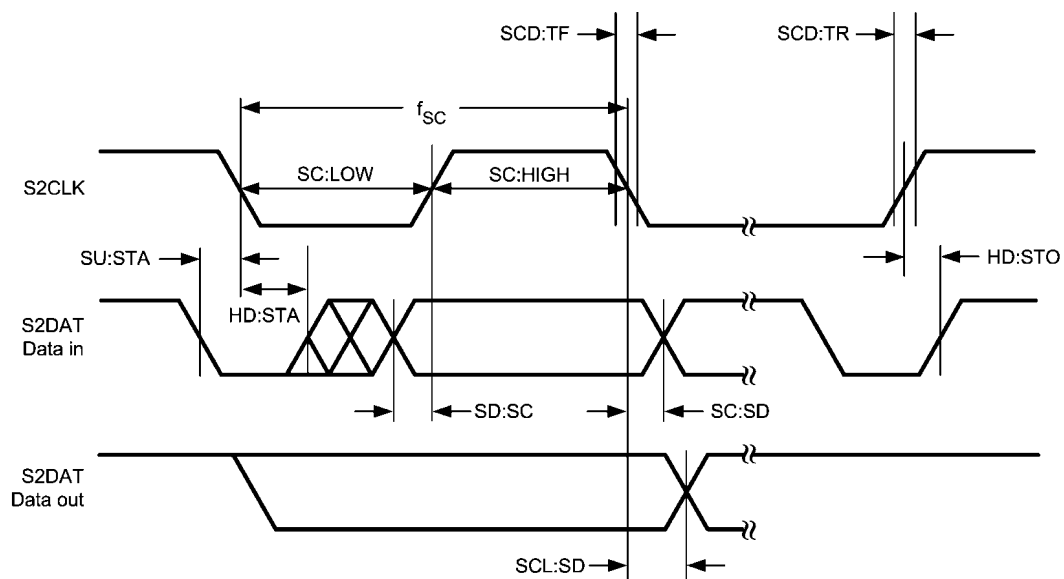 SCD:TF
SCD:TR
fSC
S2CLK
SC:LOW
SC:HIGH
SU:STA
HD:STO
HD:STA
S2DAT
Data in
SD:SC
SC:SD
S2DAT
Data out
SCL:SD